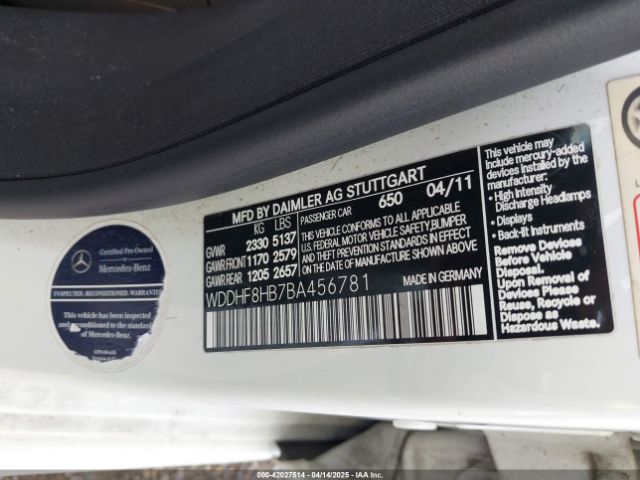 MFD BY DAIMLER AG STUTTGART
KG LBS
GVWR 2330 5137
GAWR FRONT 1170 2579
GAWR REAR 1205 2657
PASSENGER CAR 650 04/11
THIS VEHICLE CONFORMS TO ALL APPLICABLE
U.S. FEDERAL MOTOR VEHICLE SAFETY, BUMPER
AND THEFT PREVENTION STANDARDS IN EFFECT
ON THE DATE OF MANUFACTURE SHOWN ABOVE.
WDDHF8HB7BA456781
MADE IN GERMANY
This vehicle may
include mercury-added
devices installed by the
manufacturer:
• High Intensity
Discharge Headlamps
• Displays
• Back-lit Instruments
Remove Devices
Before Vehicle
Disposal.
Upon Removal of
Devices Please
Reuse, Recycle or
Dispose as
Hazardous Waste.
Certified Pre-Owned
Mercedes-Benz
INSPECTED, RECONDITIONED, WARRANTED
This vehicle has been inspected
and reconditioned to the standards
of Mercedes-Benz.
000-42027514 - 04/14/2025 - IAAI.COM